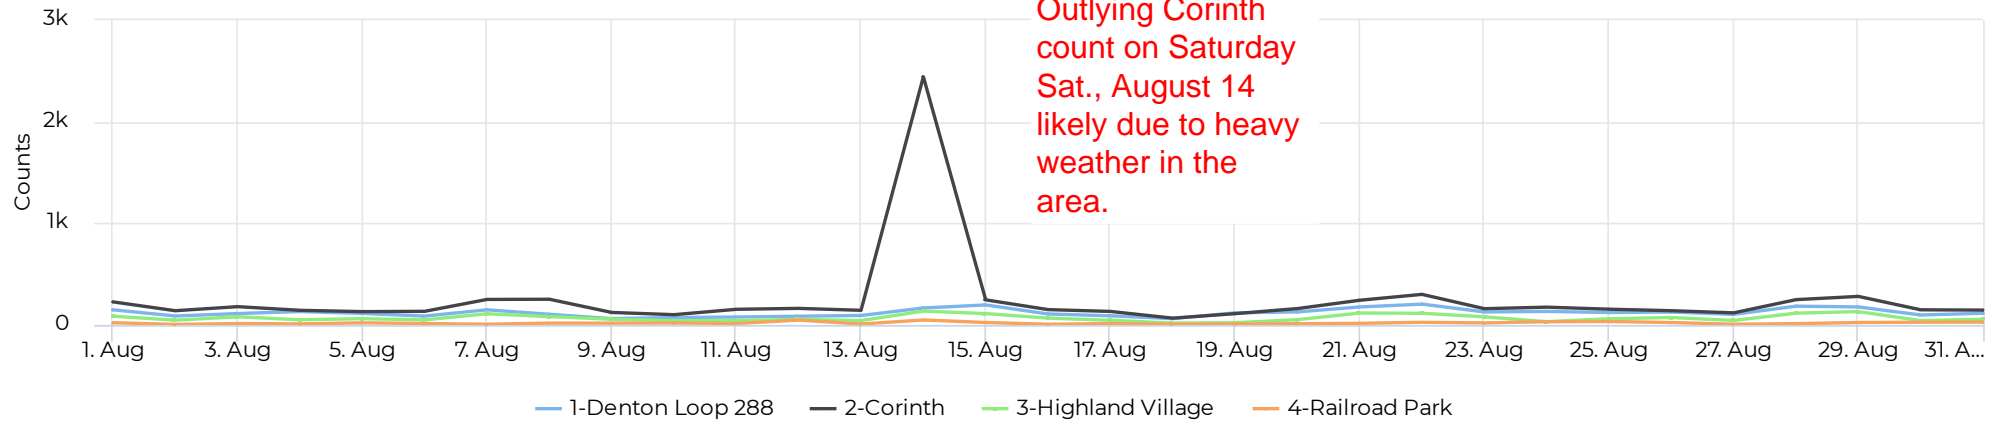 Outlying Corinth
count on Saturday
Sat., August 14
likely due to heavy
weather in the
area.
3k
2k
1k
0
Counts
1. Aug 3. Aug 5. Aug 7. Aug 9. Aug 11. Aug 13. Aug 15. Aug 17. Aug 19. Aug 21. Aug 23. Aug 25. Aug 27. Aug 29. Aug 31. A...
1-Denton Loop 288 2-Corinth 3-Highland Village 4-Railroad Park